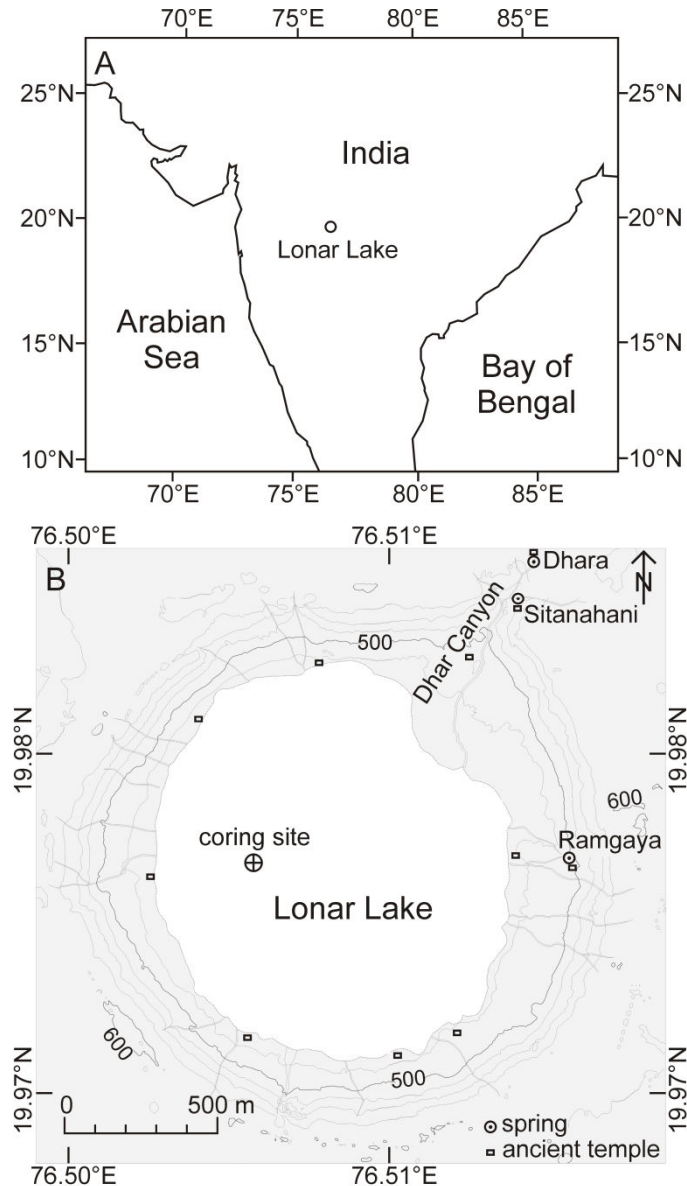 70°E 75°E 80°E 85°E
A
25°N 25°N
India
20°N 20°N
Lonar Lake
Arabian
Sea
15°N 15°N
Bay of
Bengal
10°N 10°N
70°E 75°E 80°E 85°E
76.50°E 76.51°E
B
Dhara
N
Sitanahani
Dhar Canyon
500
19.98°N 19.98°N
600
coring site
Ramgaya
Lonar Lake
600
500
19.97°N 19.97°N
0 500 m
spring
ancient temple
76.50°E 76.51°E